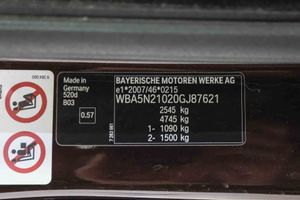 Made in
Germany
520d
B03
0.57
BAYERISCHE MOTOREN WERKE AG
e1*2007/46*0215
WBA5N21020GJ87621
2545 kg
4745 kg
1- 1090 kg
2- 1500 kg